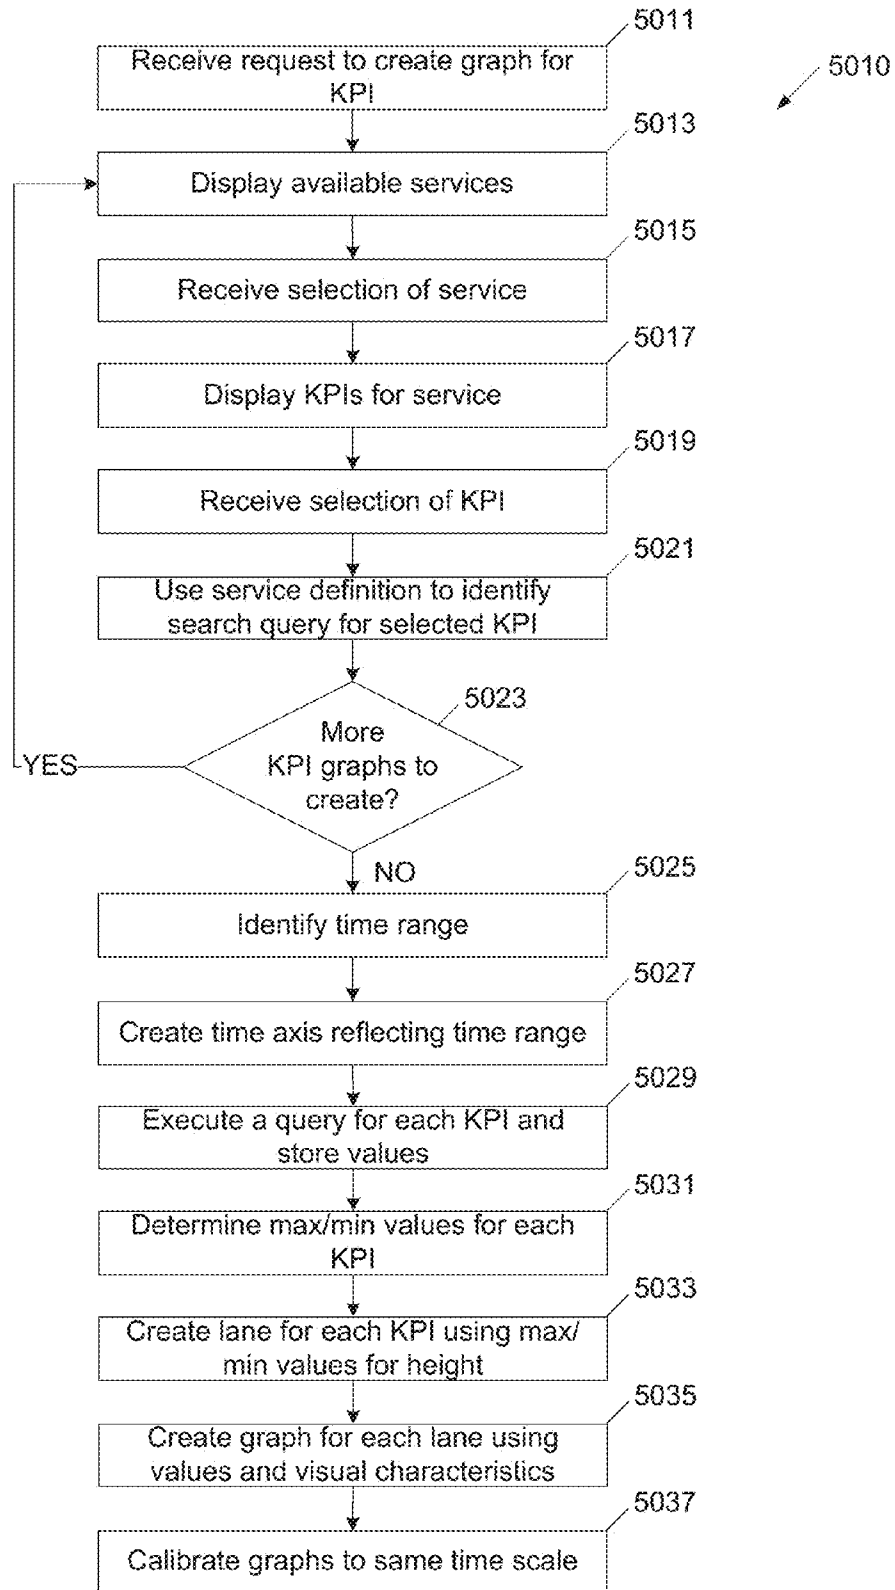 5011
Receive request to create graph for
KPI
5010
5013
Display available services
5015
Receive selection of service
5017
Display KPIs for service
5019
Receive selection of KPI
5021
Use service definition to identify
search query for selected KPI
5023
More
KPI graphs to
create?
YES
NO
5025
Identify time range
5027
Create time axis reflecting time range
5029
Execute a query for each KPI and
store values
5031
Determine max/min values for each
KPI
5033
Create lane for each KPI using max/
min values for height
5035
Create graph for each lane using
values and visual characteristics
5037
Calibrate graphs to same time scale